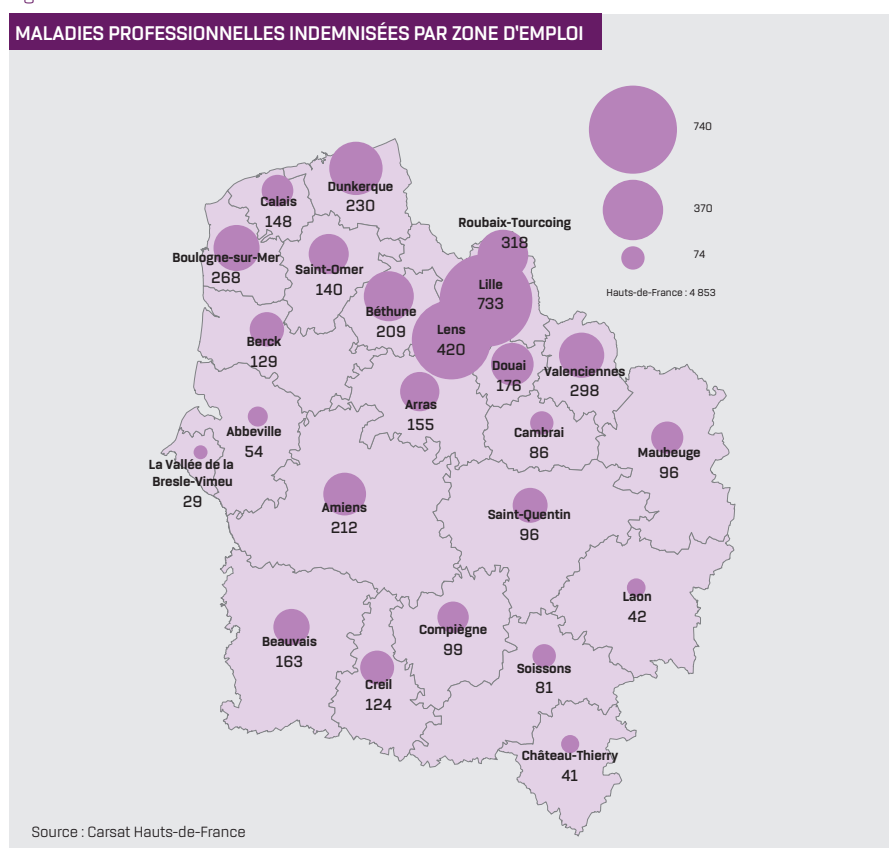 MALADIES PROFESSIONNELLES INDEMNISÉES PAR ZONE D'EMPLOI
740
370
74
Hauts-de-France : 4 853
Dunkerque
230
Calais
148
Roubaix-Tourcoing
318
Boulogne-sur-Mer
268
Saint-Omer
140
Lille
733
Béthune
209
Lens
420
Berck
129
Douai
176
Valenciennes
298
Arras
155
Abbeville
54
Cambrai
86
Maubeuge
96
La Vallée de la
Bresle-Vimeu
29
Amiens
212
Saint-Quentin
96
Laon
42
Beauvais
163
Compiègne
99
Soissons
81
Creil
124
Château-Thierry
41
Source : Carsat Hauts-de-France